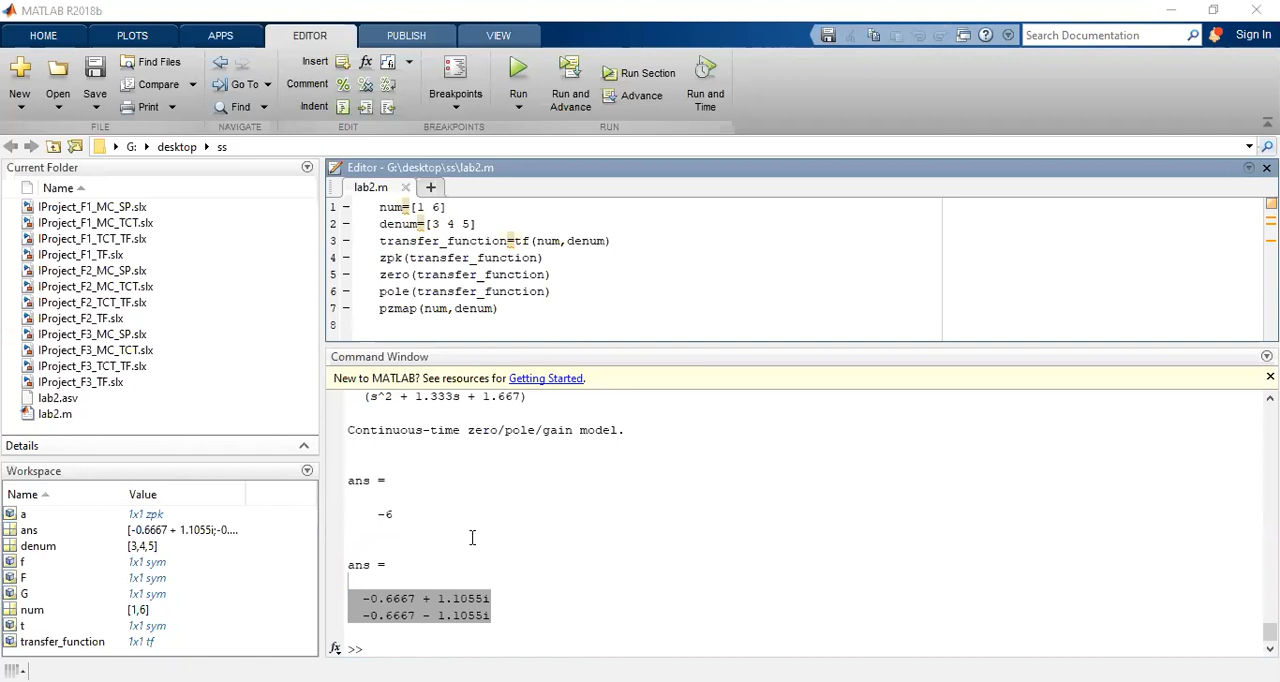 MATLAB R2018b
HOME PLOTS APPS EDITOR PUBLISH VIEW Search Documentation Sign In
New Open Save Find Files Compare Print Go To Find Insert fx Comment % Indent Breakpoints Run Run and Advance Run Section Advance Run and Time
FILE NAVIGATE EDIT BREAKPOINTS RUN
G: desktop ss
Current Folder
Name
IProject_F1_MC_SP.slx
IProject_F1_MC_TCT.slx
IProject_F1_TCT_TF.slx
IProject_F1_TF.slx
IProject_F2_MC_SP.slx
IProject_F2_MC_TCT.slx
IProject_F2_TCT_TF.slx
IProject_F2_TF.slx
IProject_F3_MC_SP.slx
IProject_F3_MC_TCT.slx
IProject_F3_TCT_TF.slx
IProject_F3_TF.slx
lab2.asv
lab2.m
Details
Workspace
Name Value
a 1x1 zpk
ans [-0.6667 + 1.1055i;-0....
denum [3,4,5]
f 1x1 sym
F 1x1 sym
G 1x1 sym
num [1,6]
t 1x1 sym
transfer_function 1x1 tf
Editor - G:\desktop\ss\lab2.m
lab2.m +
1 - num=[1 6]
2 - denum=[3 4 5]
3 - transfer_function=tf(num,denum)
4 - zpk(transfer_function)
5 - zero(transfer_function)
6 - pole(transfer_function)
7 - pzmap(num,denum)
8
Command Window
New to MATLAB? See resources for Getting Started.
(s^2 + 1.333s + 1.667)
Continuous-time zero/pole/gain model.
ans =
-6
ans =
-0.6667 + 1.1055i
-0.6667 - 1.1055i
fx >>